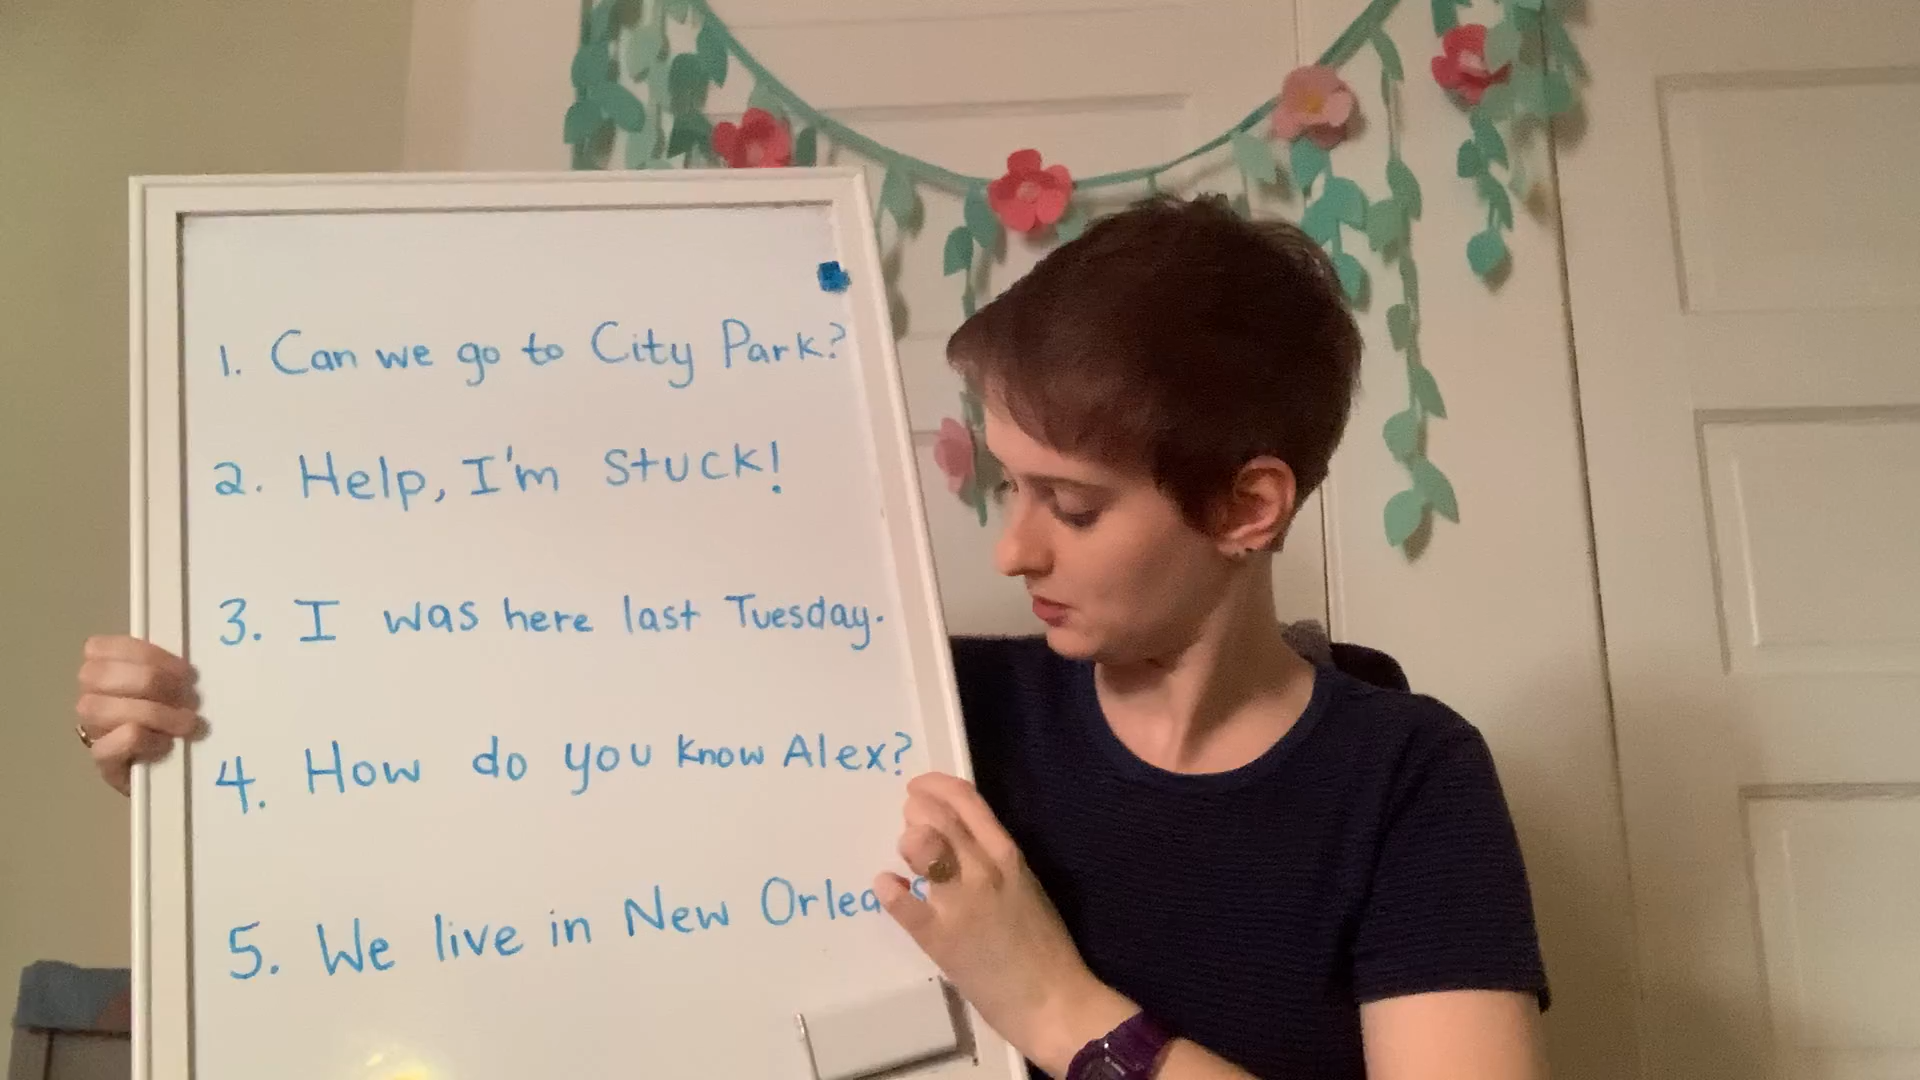 1. Can we go to City Park?
2. Help, I'm stuck!
3. I was here last Tuesday.
4. How do you know Alex?
5. We live in New